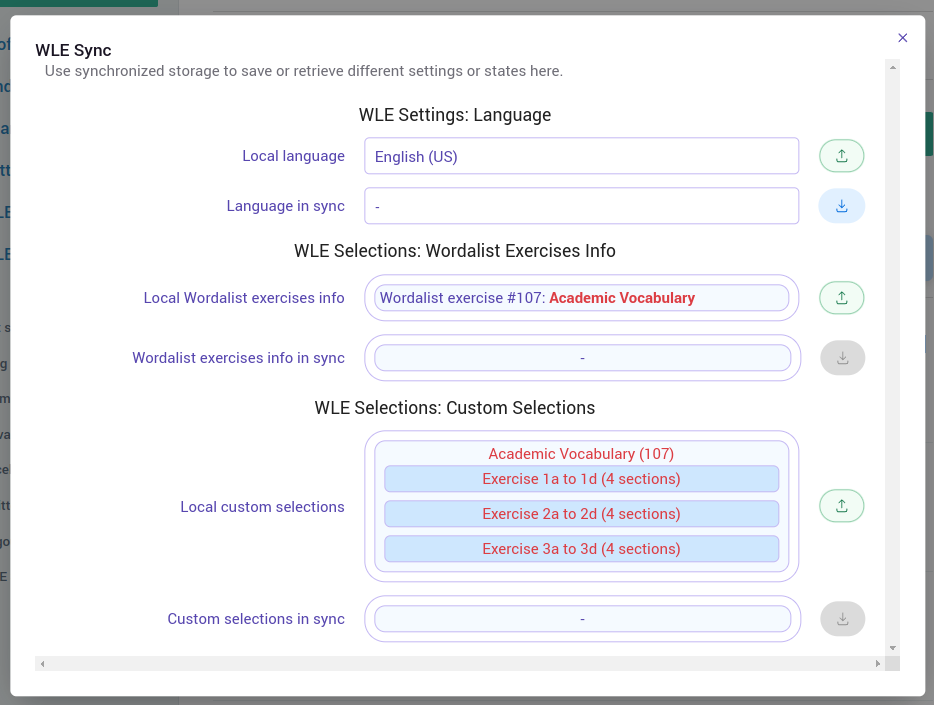 WLE Sync
Use synchronized storage to save or retrieve different settings or states here.
WLE Settings: Language
Local language
English (US)
Language in sync
-
WLE Selections: Wordalist Exercises Info
Local Wordalist exercises info
Wordalist exercise #107: Academic Vocabulary
Wordalist exercises info in sync
-
WLE Selections: Custom Selections
Local custom selections
Academic Vocabulary (107)
Exercise 1a to 1d (4 sections)
Exercise 2a to 2d (4 sections)
Exercise 3a to 3d (4 sections)
Custom selections in sync
-